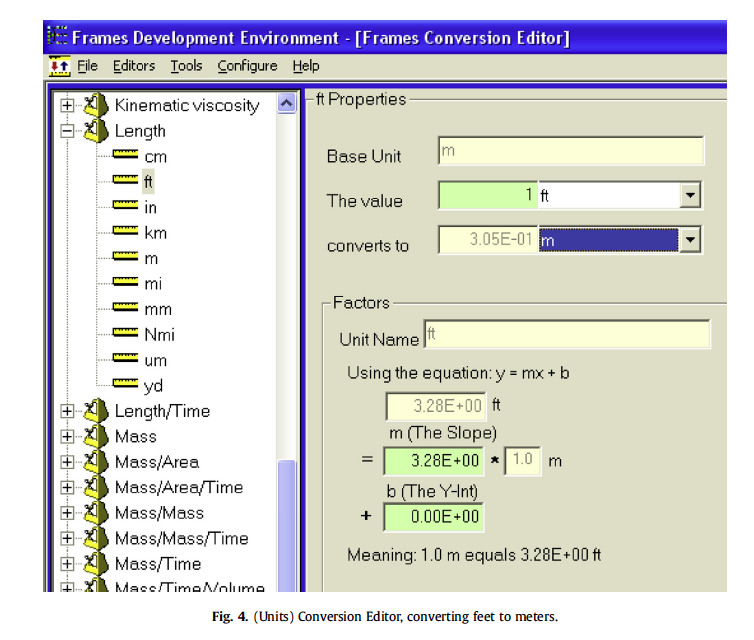 Frames Development Environment - [Frames Conversion Editor]
File Editors Tools Configure Help
Kinematic viscosity
Length
cm
ft
in
km
m
mi
mm
Nmi
um
yd
Length/Time
Mass
Mass/Area
Mass/Area/Time
Mass/Mass
Mass/Mass/Time
Mass/Time
Mass/Time/Volume
ft Properties
Base Unit m
The value 1 ft
converts to 3.05E-01 m
Factors
Unit Name ft
Using the equation: y = mx + b
3.28E+00 ft
m (The Slope)
= 3.28E+00 * 1.0 m
b (The Y-Int)
+ 0.00E+00
Meaning: 1.0 m equals 3.28E+00 ft
Fig. 4. (Units) Conversion Editor, converting feet to meters.